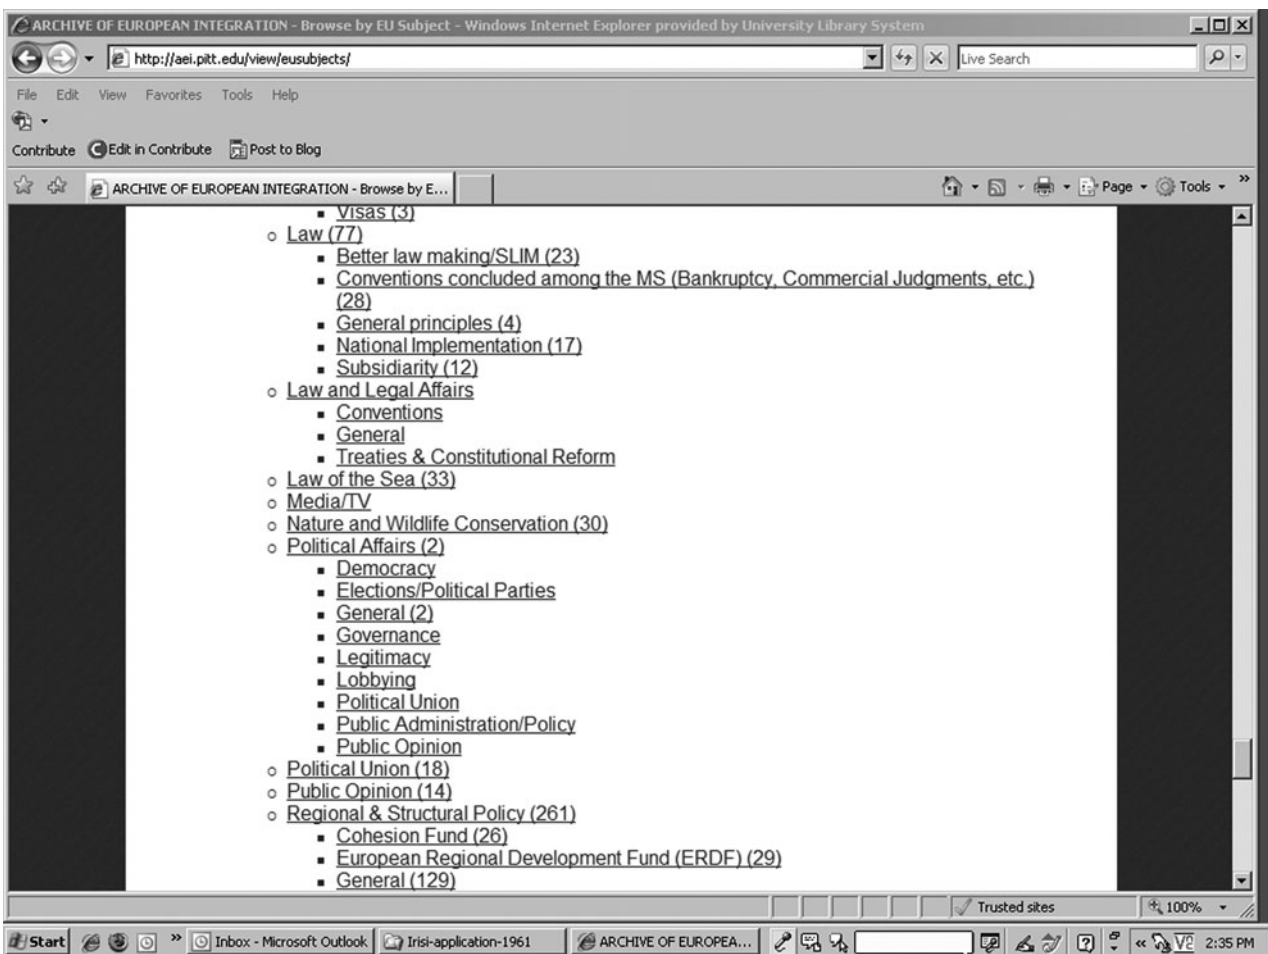 ARCHIVE OF EUROPEAN INTEGRATION - Browse by EU Subject - Windows Internet Explorer provided by University Library System
http://aei.pitt.edu/view/eusubjects/
Live Search
File Edit View Favorites Tools Help
Contribute Edit in Contribute Post to Blog
ARCHIVE OF EUROPEAN INTEGRATION - Browse by E...
Page Tools »
Visas (3)
Law (77)
Better law making/SLIM (23)
Conventions concluded among the MS (Bankruptcy, Commercial Judgments, etc.)
(28)
General principles (4)
National Implementation (17)
Subsidiarity (12)
Law and Legal Affairs
Conventions
General
Treaties & Constitutional Reform
Law of the Sea (33)
Media/TV
Nature and Wildlife Conservation (30)
Political Affairs (2)
Democracy
Elections/Political Parties
General (2)
Governance
Legitimacy
Lobbying
Political Union
Public Administration/Policy
Public Opinion
Political Union (18)
Public Opinion (14)
Regional & Structural Policy (261)
Cohesion Fund (26)
European Regional Development Fund (ERDF) (29)
General (129)
Trusted sites 100%
Start » Inbox - Microsoft Outlook Irisi-application-1961 ARCHIVE OF EUROPEA... « 2:35 PM